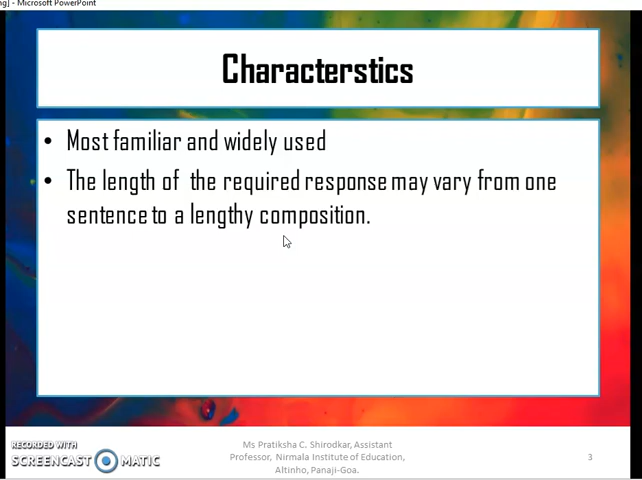 ng] - Microsoft PowerPoint
Characterstics
• Most familiar and widely used
• The length of the required response may vary from one
sentence to a lengthy composition.
RECORDED WITH
SCREENCAST MATIC
Ms Pratiksha C. Shirodkar, Assistant
Professor, Nirmala Institute of Education,
Altinho, Panaji-Goa.
3